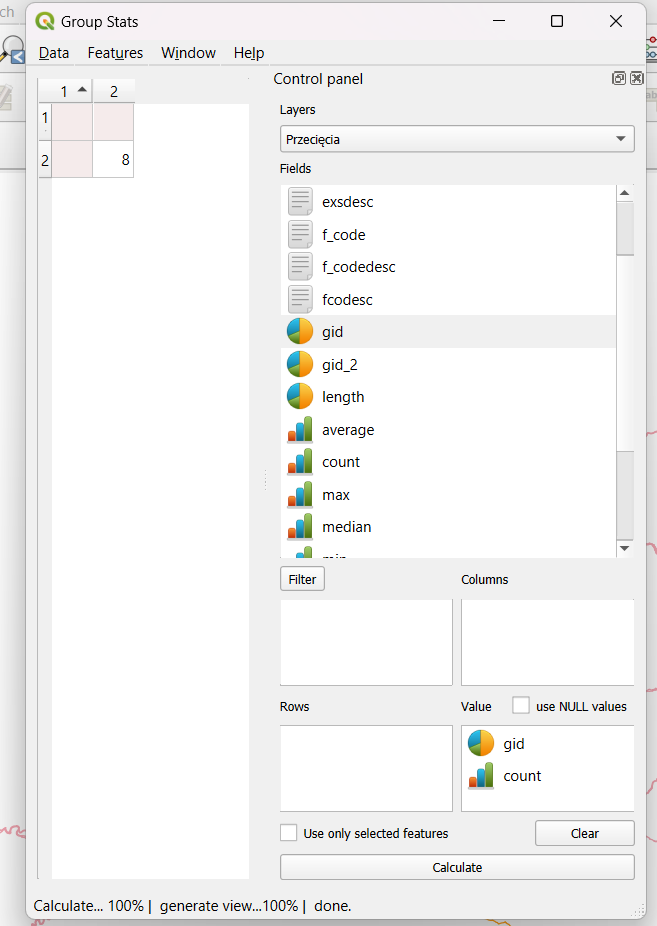 ch
Group Stats
Data Features Window Help
Control panel
1 2
1
2 8
Layers
Przecięcia
Fields
exsdesc
f_code
f_codedesc
fcodesc
gid
gid_2
length
average
count
max
median
Filter Columns
Rows Value use NULL values
gid
count
Use only selected features Clear
Calculate
Calculate... 100% | generate view...100% | done.